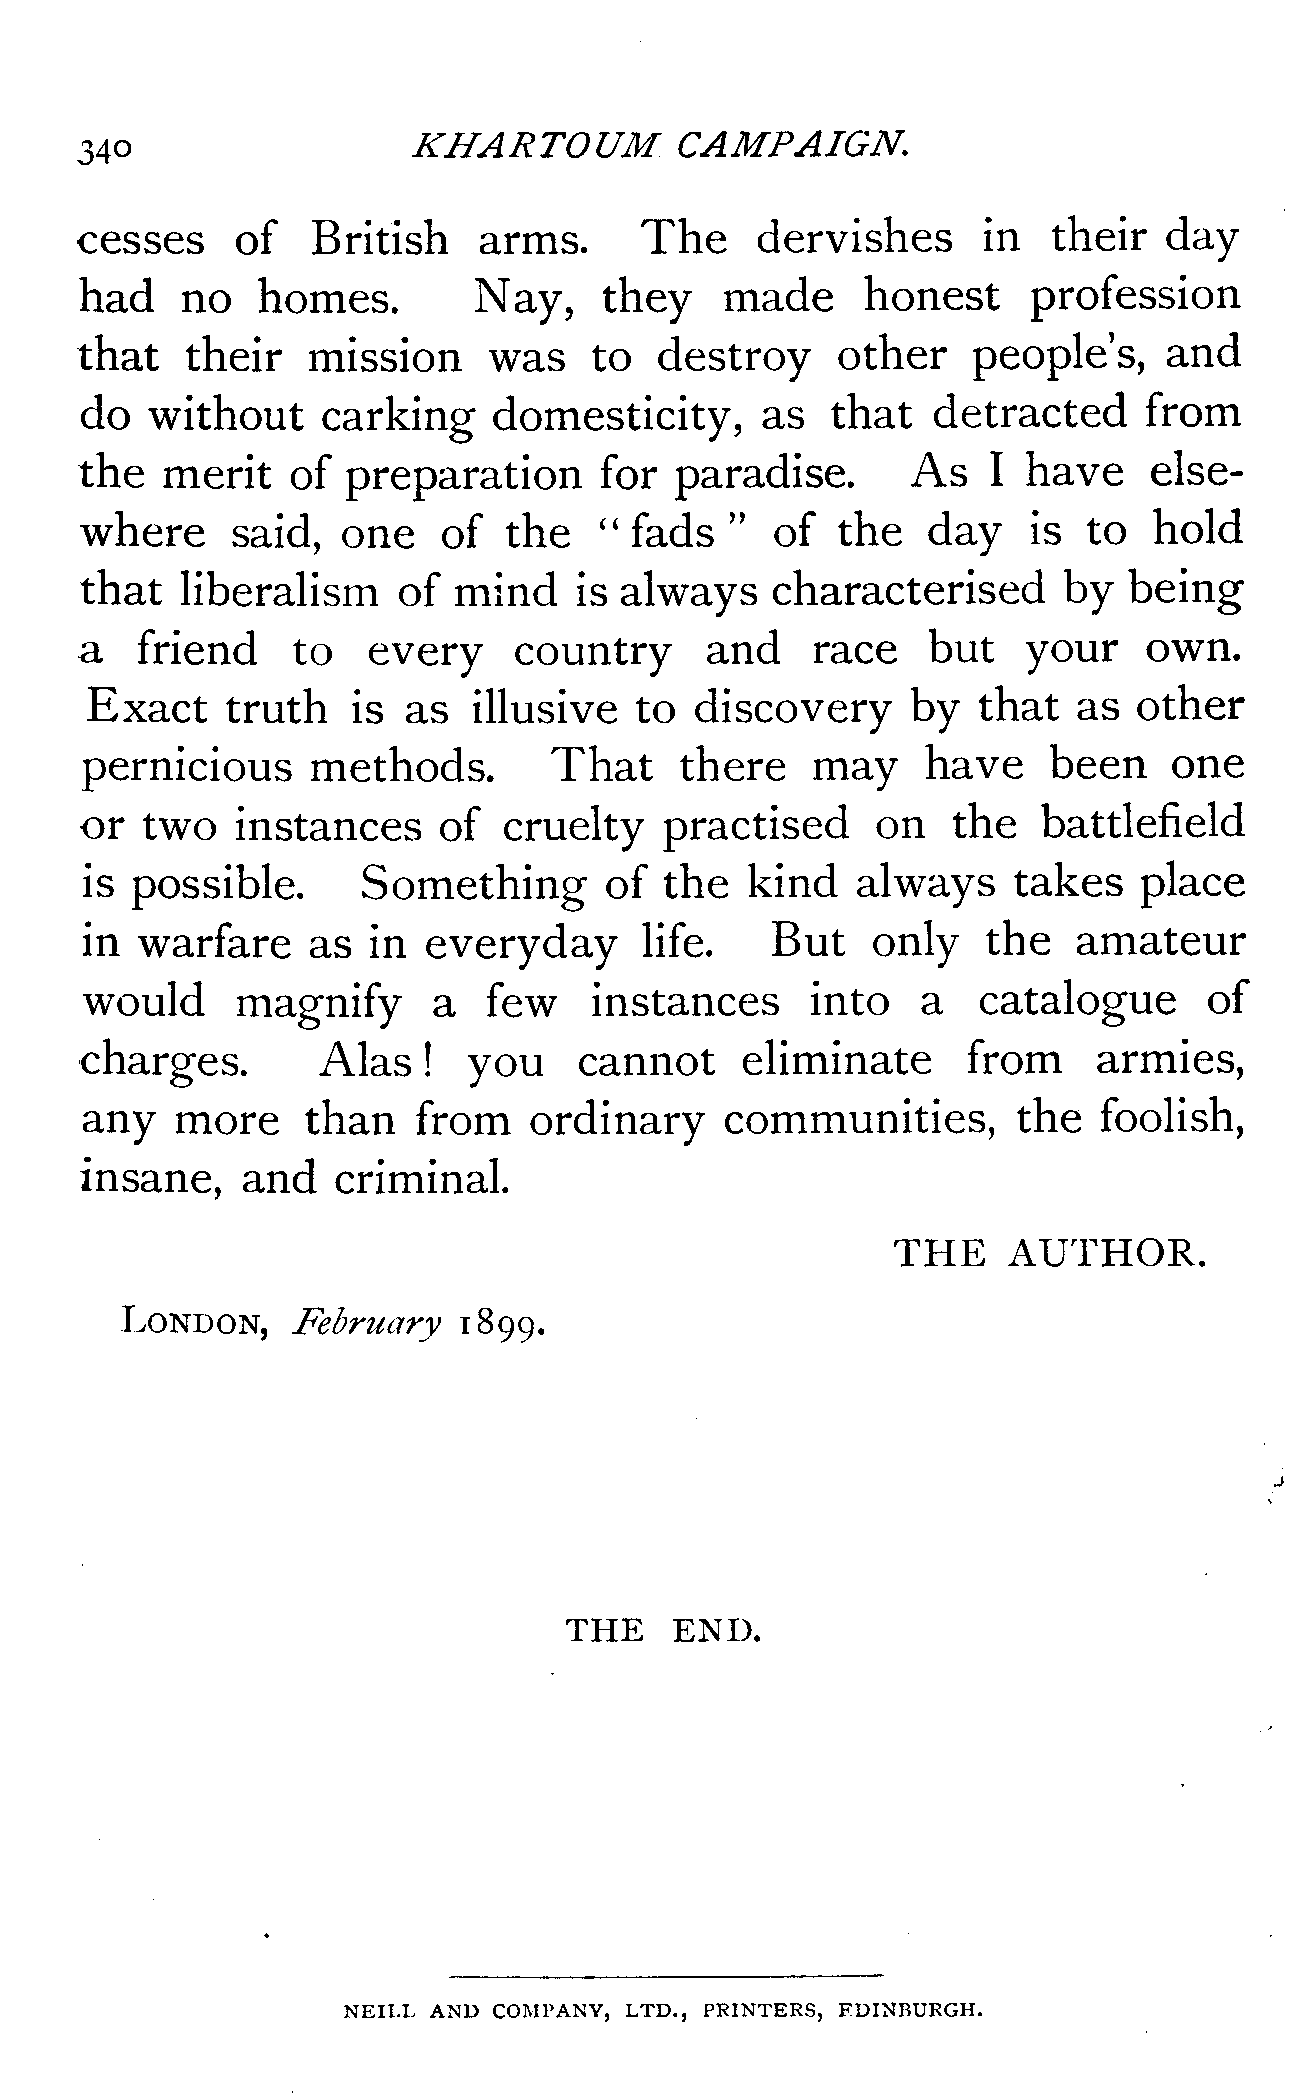 340 KHARTOUM CAMPAIGN.
cesses of British arms. The dervishes in their day
had no homes. Nay, they made honest profession
that their mission was to destroy other people's, and
do without carking domesticity, as that detracted from
the merit of preparation for paradise. As I have else-
where said, one of the "fads" of the day is to hold
that liberalism of mind is always characterised by being
a friend to every country and race but your own.
Exact truth is as illusive to discovery by that as other
pernicious methods. That there may have been one
or two instances of cruelty practised on the battlefield
is possible. Something of the kind always takes place
in warfare as in everyday life. But only the amateur
would magnify a few instances into a catalogue of
charges. Alas! you cannot eliminate from armies,
any more than from ordinary communities, the foolish,
insane, and criminal.
THE AUTHOR.
LONDON, February 1899.
THE END.
NEILL AND COMPANY, LTD., PRINTERS, EDINBURGH.